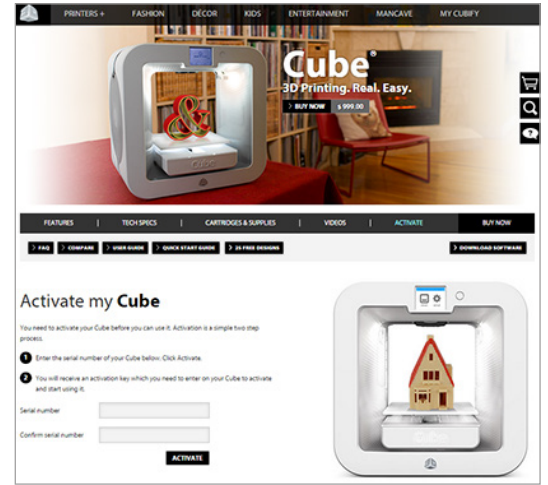 PRINTERS + FASHION DÉCOR KIDS ENTERTAINMENT MANCAVE MY CUBIFY
Cube®
3D Printing. Real. Easy.
> BUY NOW $ 999.00
Cube
FEATURES | TECH SPECS | CARTRIDGES & SUPPLIES | VIDEOS | ACTIVATE BUY NOW
> FAQ > COMPARE > USER GUIDE > QUICK START GUIDE > 25 FREE DESIGNS > DOWNLOAD SOFTWARE
Activate my Cube
You need to activate your Cube before you can use it. Activation is a simple two step
process.
1 Enter the serial number of your Cube below. Click Activate.
2 You will receive an activation key which you need to enter on your Cube to activate
and start using it.
Serial number
Confirm serial number
ACTIVATE
Cube